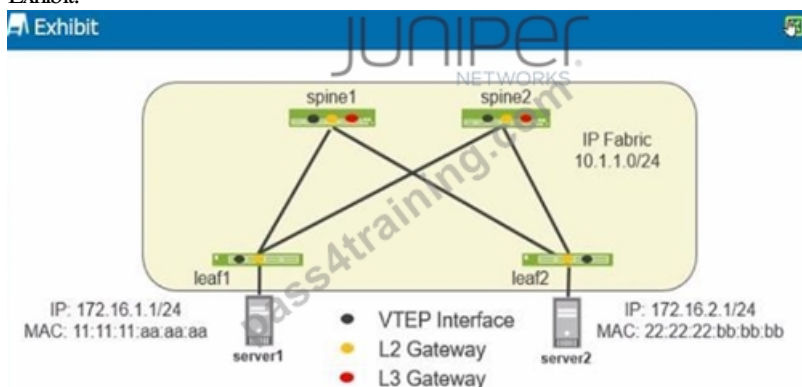 Exhibit.
Exhibit
JUNIPEr
NETWORKS
spine1
spine2
IP Fabric
10.1.1.0/24
leaf1
leaf2
IP: 172.16.1.1/24
MAC: 11:11:11:aa:aa:aa
server1
VTEP Interface
L2 Gateway
L3 Gateway
IP: 172.16.2.1/24
MAC: 22:22:22:bb:bb:bb
server2
pass4training.com